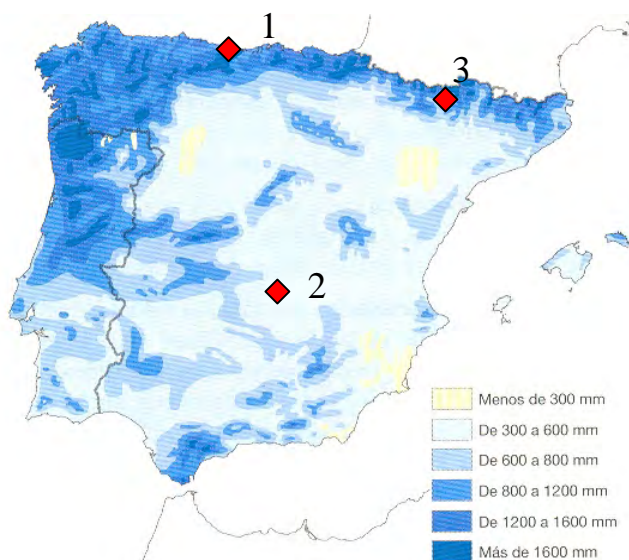 1
3
2
Menos de 300 mm
De 300 a 600 mm
De 600 a 800 mm
De 800 a 1200 mm
De 1200 a 1600 mm
Más de 1600 mm